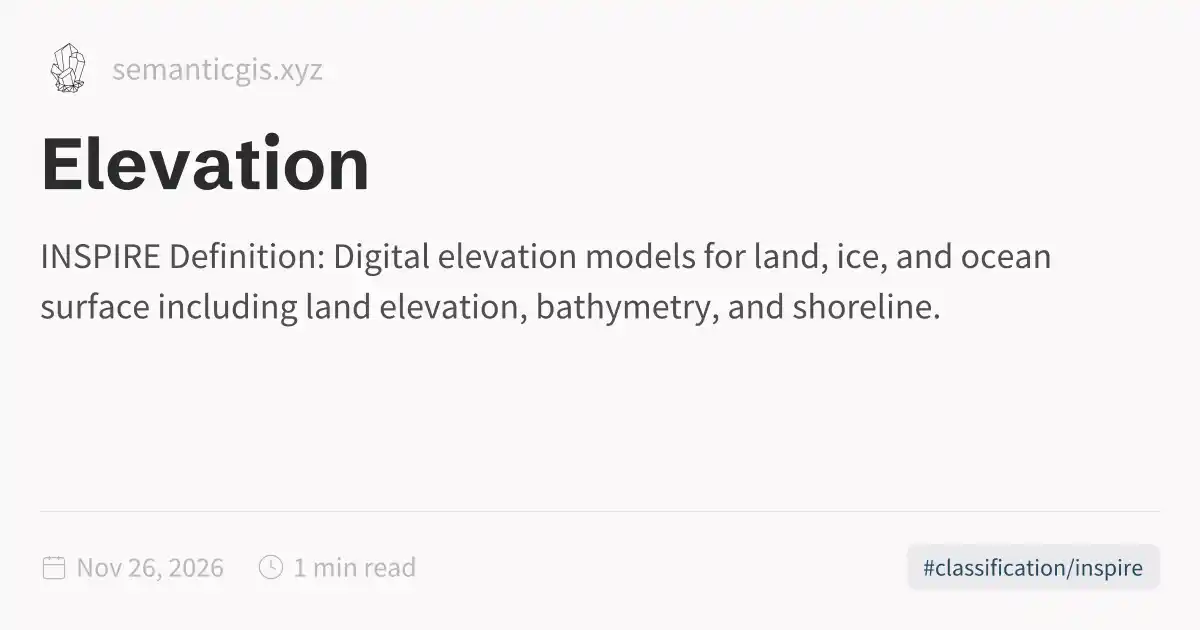 semanticgis.xyz
Elevation
INSPIRE Definition: Digital elevation models for land, ice, and ocean
surface including land elevation, bathymetry, and shoreline.
Nov 26, 2026 1 min read #classification/inspire